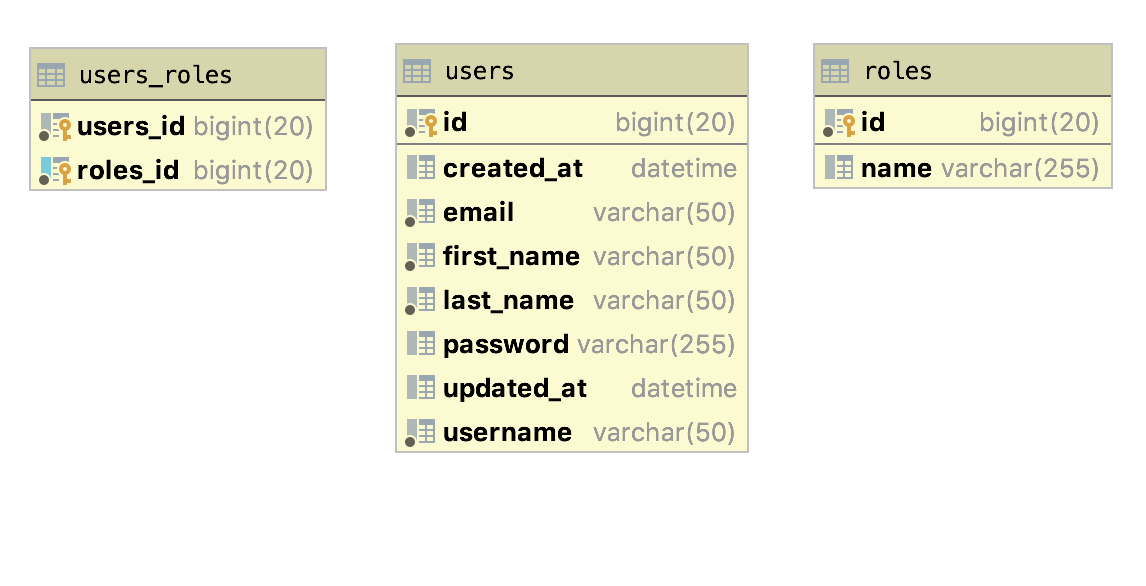 users_roles
users_id bigint(20)
roles_id bigint(20)
users
id bigint(20)
created_at datetime
email varchar(50)
first_name varchar(50)
last_name varchar(50)
password varchar(255)
updated_at datetime
username varchar(50)
roles
id bigint(20)
name varchar(255)